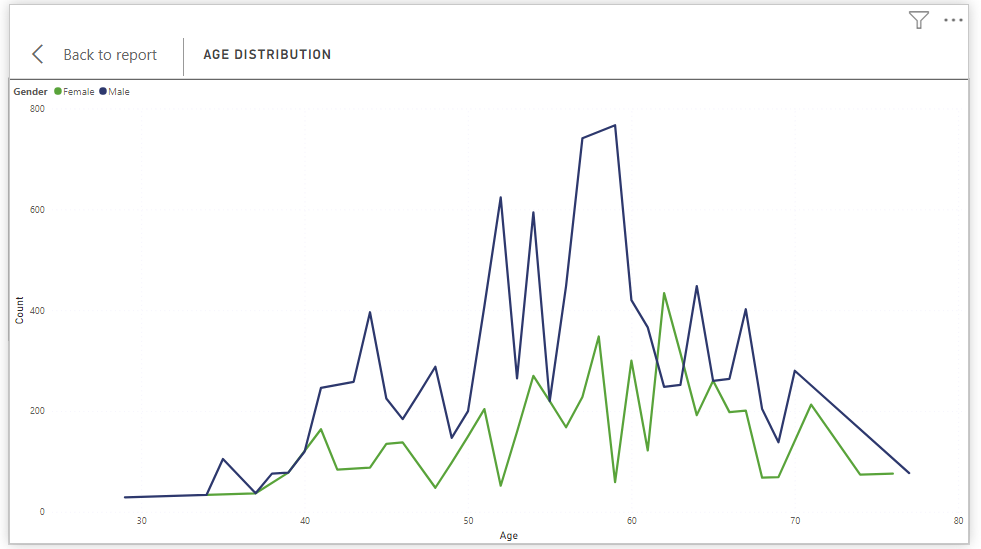 Back to report
AGE DISTRIBUTION
Gender Female Male
800
600
400
200
0
Count
30 40 50 60 70 80
Age